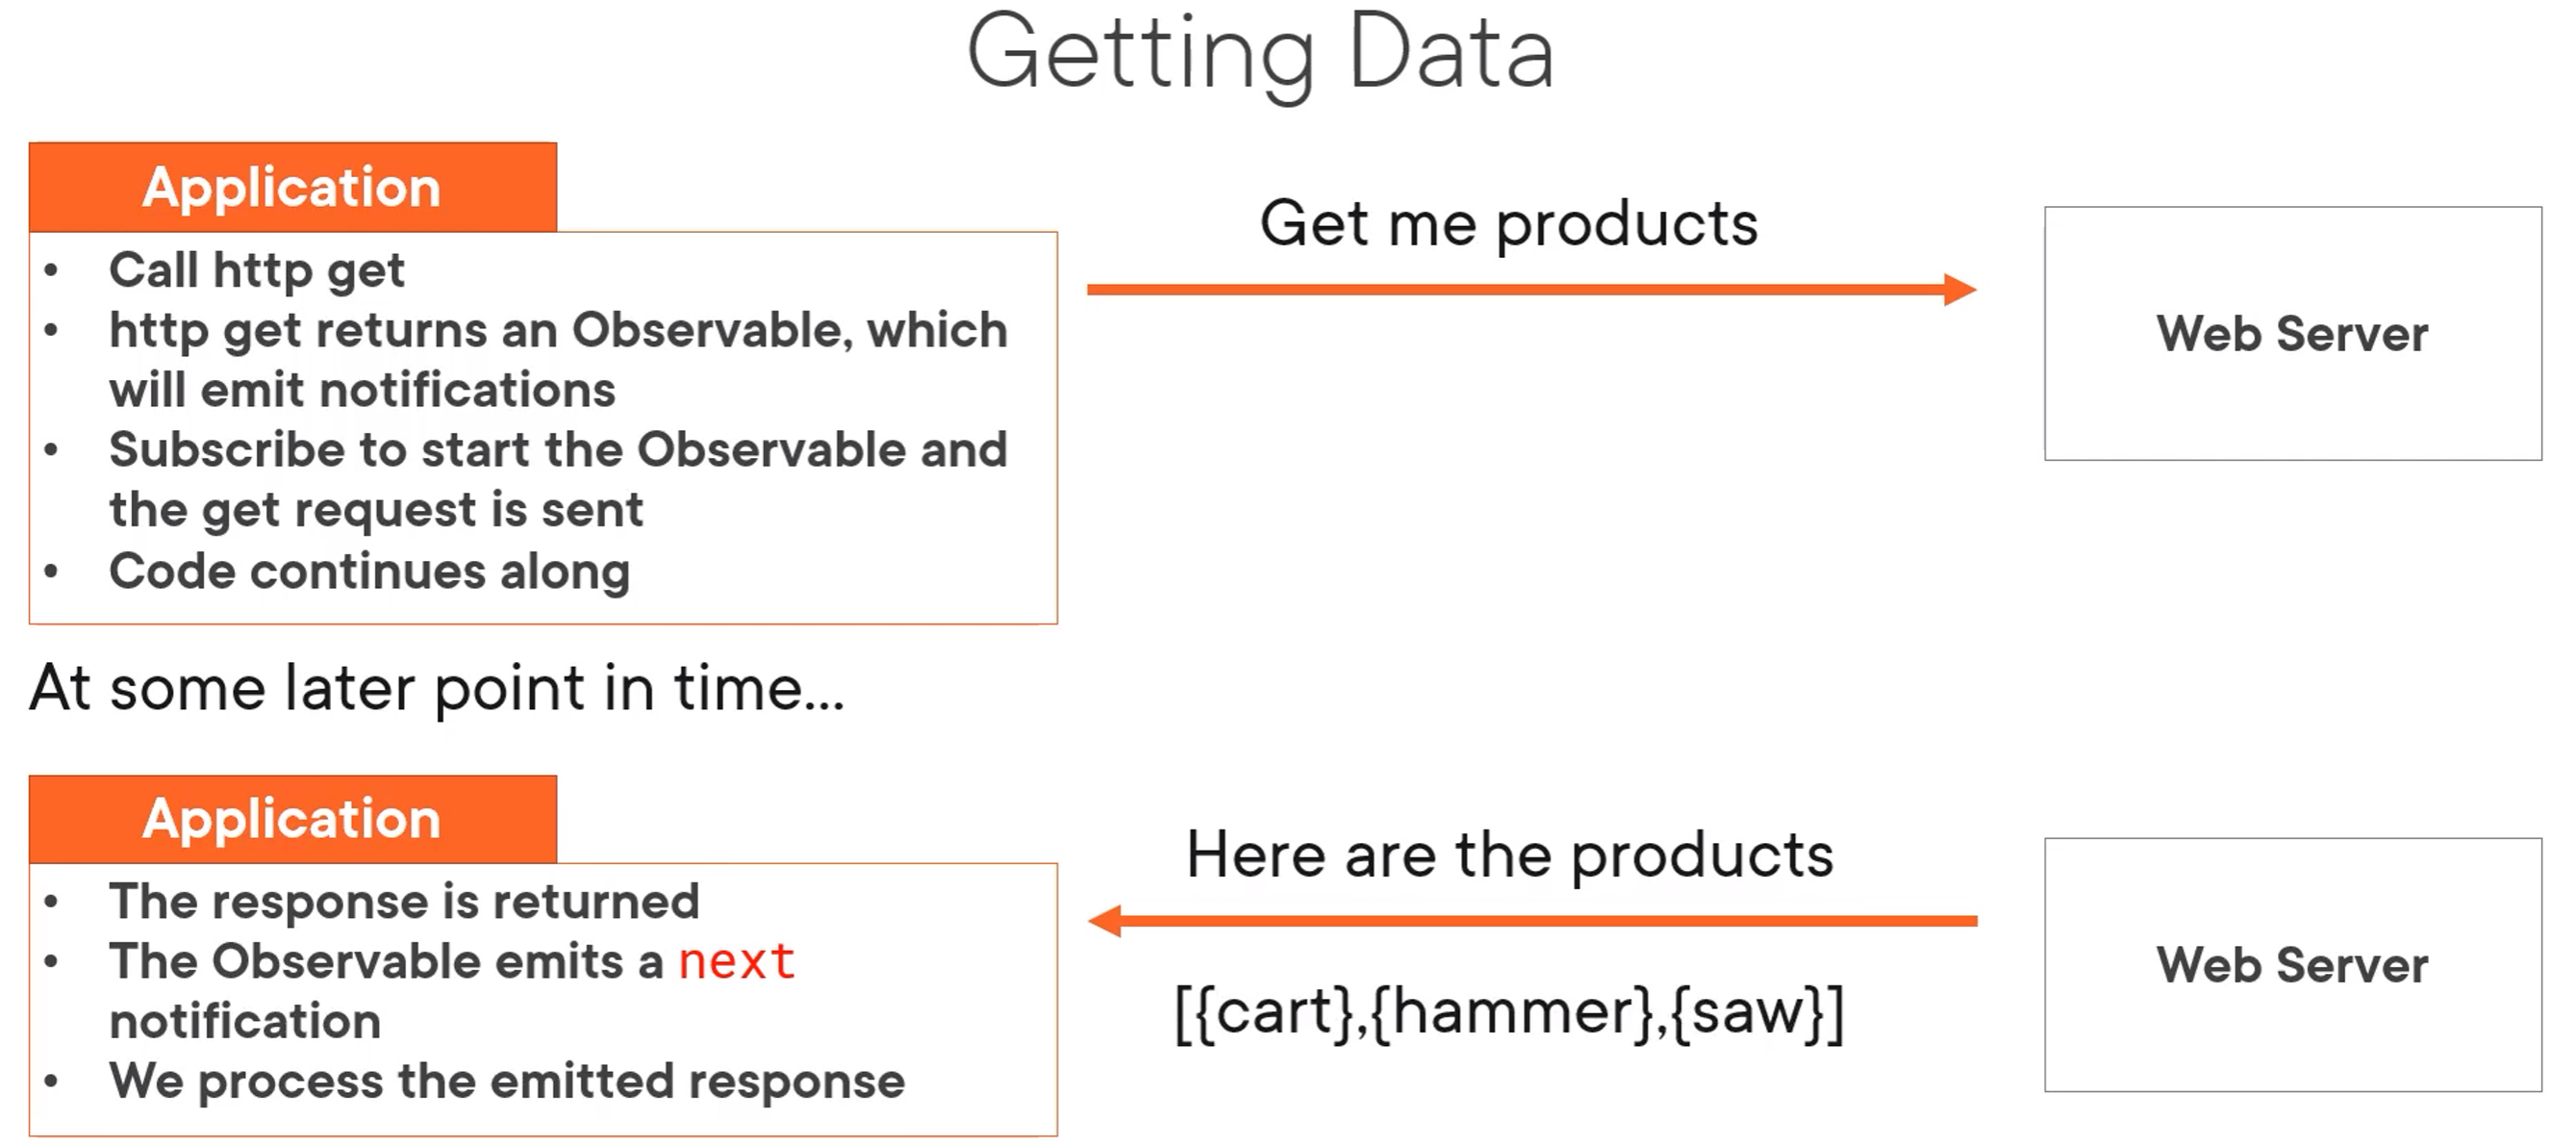 Getting Data
Application
• Call http get
• http get returns an Observable, which
will emit notifications
• Subscribe to start the Observable and
the get request is sent
• Code continues along
Get me products
Web Server
At some later point in time...
Application
• The response is returned
• The Observable emits a next
notification
• We process the emitted response
Here are the products
[{cart},{hammer},{saw}]
Web Server